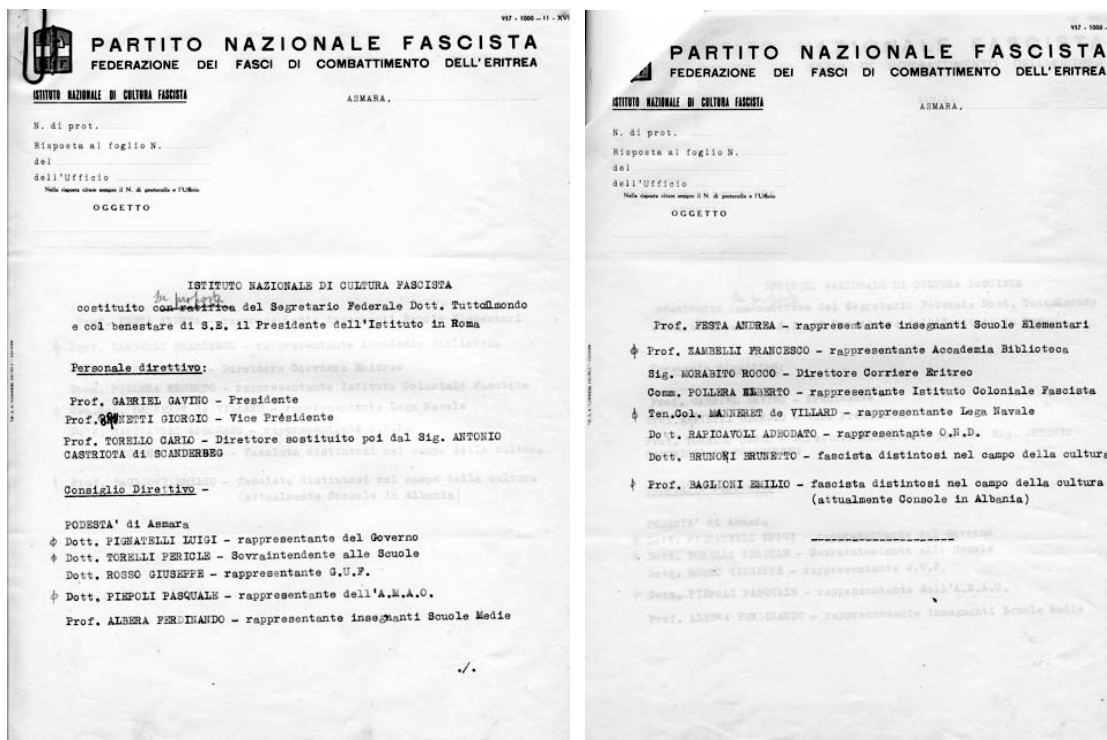 957 - 1000 - 11 - XVI
PARTITO NAZIONALE FASCISTA
FEDERAZIONE DEI FASCI DI COMBATTIMENTO DELL'ERITREA
ISTITUTO NAZIONALE DI CULTURA FASCISTA
ASMARA,
N. di prot.
Risposta al foglio N.
del
dell'Ufficio
Nella risposta citare sempre il N. di protocollo e l'Ufficio
OGGETTO
ISTITUTO NAZIONALE DI CULTURA FASCISTA
su proposta
costituito con ratifica del Segretario Federale Dott. Tuttolmondo
e col benestare di S.E. il Presidente dell'Istituto in Roma
Personale direttivo:
Prof. GABRIEL GAVINO - Presidente
Prof. NETTI GIORGIO - Vice Présidente
Prof. TORELLO CARLO - Direttore sostituito poi dal Sig. ANTONIO
CASTRIOTA di SCANDERBEG
Consiglio Direttivo -
PODESTA' di Asmara
Dott. PIGNATELLI LUIGI - rappresentante del Governo
Dott. TORELLI PERICLE - Sovraintendente alle Scuole
Dott. ROSSO GIUSEPPE - rappresentante G.U.F.
Dott. PIEPOLI PASQUALE - rappresentante dell'A.M.A.O.
Prof. ALBERA FERDINANDO - rappresentante insegnanti Scuole Medie
./.
957 - 1000 -
PARTITO NAZIONALE FASCISTA
FEDERAZIONE DEI FASCI DI COMBATTIMENTO DELL'ERITREA
ISTITUTO NAZIONALE DI CULTURA FASCISTA
ASMARA,
N. di prot.
Risposta al foglio N.
del
dell'Ufficio
Nella risposta citare sempre il N. di protocollo e l'Ufficio
OGGETTO
Prof. FESTA ANDREA - rappresentante insegnanti Scuole Elementari
Prof. ZAMBELLI FRANCESCO - rappresentante Accademia Biblioteca
Sig. MORABITO ROCCO - Direttore Corriere Eritreo
Comm. POLLERA ALBERTO - rappresentante Istituto Coloniale Fascista
Ten.Col. MANNERET de VILLARD - rappresentante Lega Navale
Dott. RAPICAVOLI ADEODATO - rappresentante O.N.D.
Dott. BRUNORI BRUNETTO - fascista distintosi nel campo della cultura
Prof. BAGLIONI EMILIO - fascista distintosi nel campo della cultura
(attualmente Console in Albania)